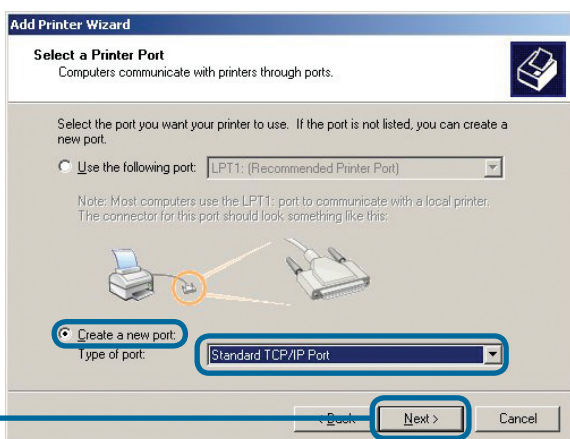 Add Printer Wizard
Select a Printer Port
Computers communicate with printers through ports.
Select the port you want your printer to use. If the port is not listed, you can create a
new port.
Use the following port: LPT1: (Recommended Printer Port)
Note: Most computers use the LPT1: port to communicate with a local printer.
The connector for this port should look something like this:
Create a new port:
Type of port: Standard TCP/IP Port
< Back Next > Cancel